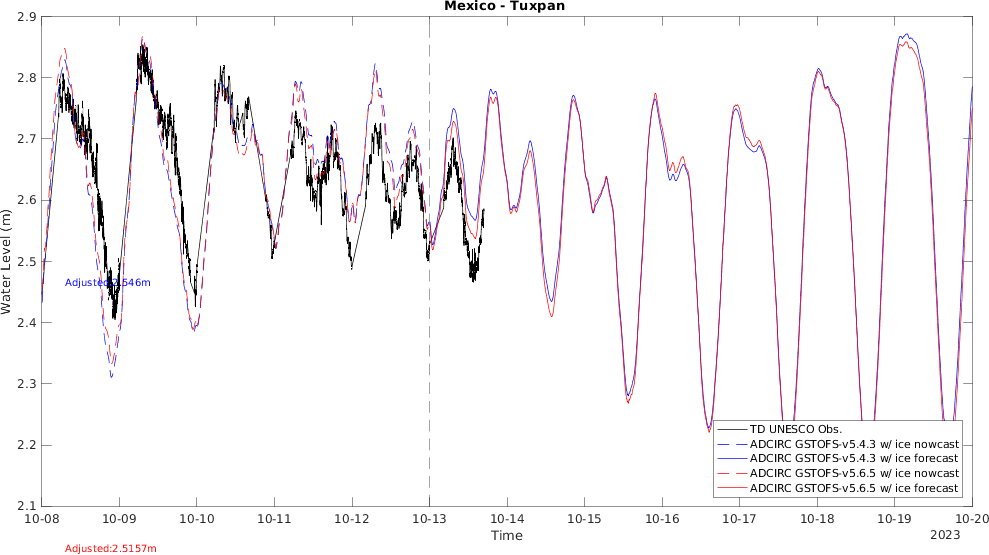 Mexico - Tuxpan
2.9
2.8
2.7
2.6
2.5
2.4
2.3
2.2
2.1
Water Level (m)
Adjusted:2.546m
TD UNESCO Obs.
ADCIRC GSTOFS-v5.4.3 w/ ice nowcast
ADCIRC GSTOFS-v5.4.3 w/ ice forecast
ADCIRC GSTOFS-v5.6.5 w/ ice nowcast
ADCIRC GSTOFS-v5.6.5 w/ ice forecast
10-08 10-09 10-10 10-11 10-12 10-13 10-14 10-15 10-16 10-17 10-18 10-19 10-20
Time
2023
Adjusted:2.5157m